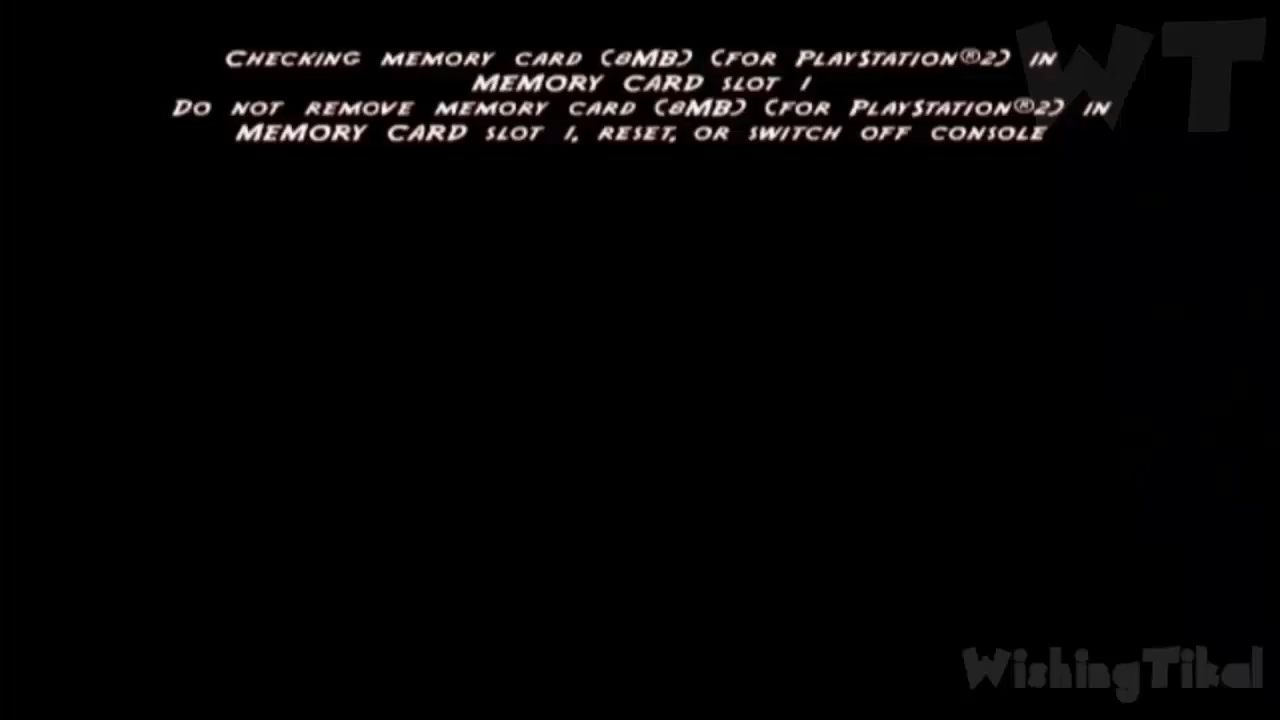 CHECKING MEMORY CARD (8MB) (FOR PLAYSTATION®2) IN
MEMORY CARD SLOT 1
DO NOT REMOVE MEMORY CARD (8MB) (FOR PLAYSTATION®2) IN
MEMORY CARD SLOT 1, RESET, OR SWITCH OFF CONSOLE
WT
WishingTikal